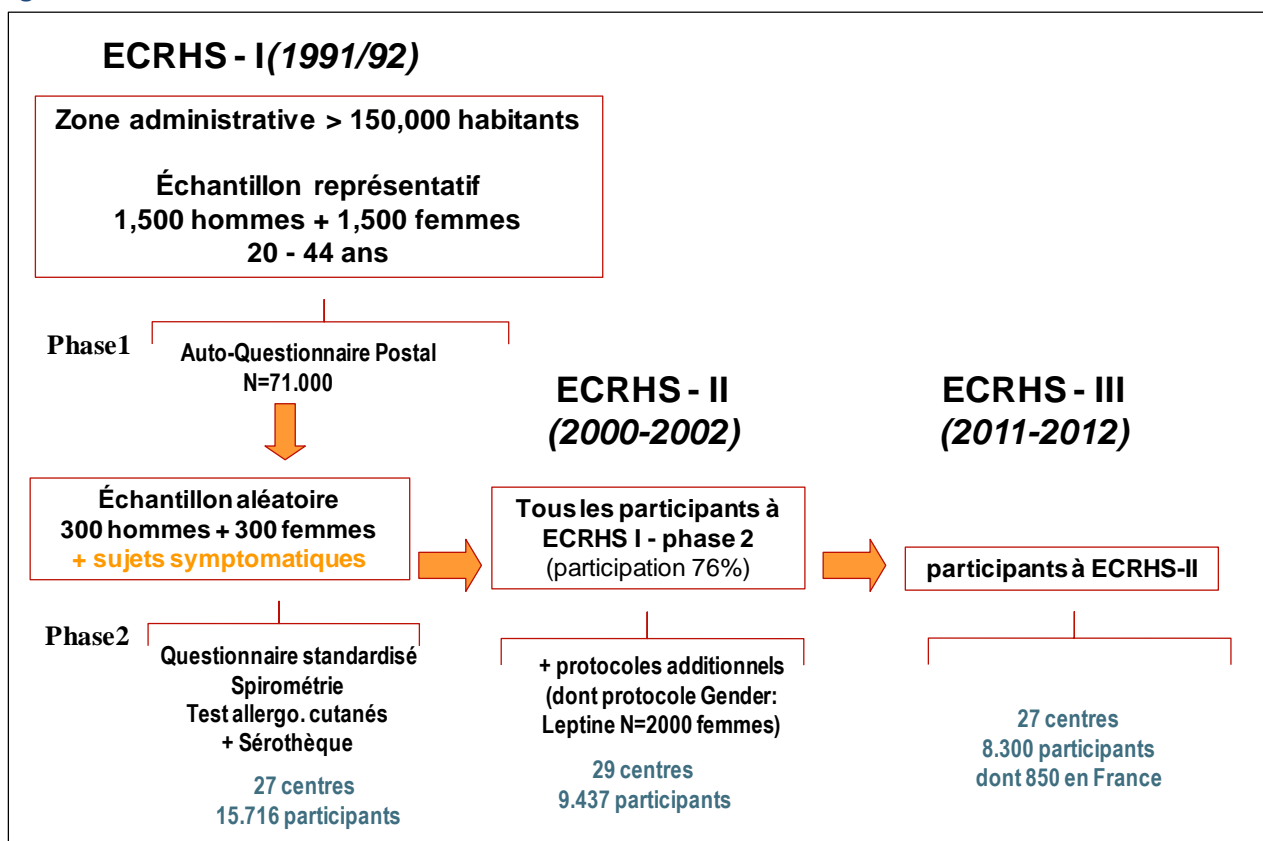 ECRHS - I(1991/92)
Zone administrative > 150,000 habitants
Échantillon représentatif
1,500 hommes + 1,500 femmes
20 - 44 ans
Phase1
Auto-Questionnaire Postal
N=71.000
Échantillon aléatoire
300 hommes + 300 femmes
+ sujets symptomatiques
Phase2
Questionnaire standardisé
Spirométrie
Test allergo. cutanés
+ Sérothèque
27 centres
15.716 participants
ECRHS - II
(2000-2002)
Tous les participants à
ECRHS I - phase 2
(participation 76%)
+ protocoles additionnels
(dont protocole Gender:
Leptine N=2000 femmes)
29 centres
9.437 participants
ECRHS - III
(2011-2012)
participants à ECRHS-II
27 centres
8.300 participants
dont 850 en France